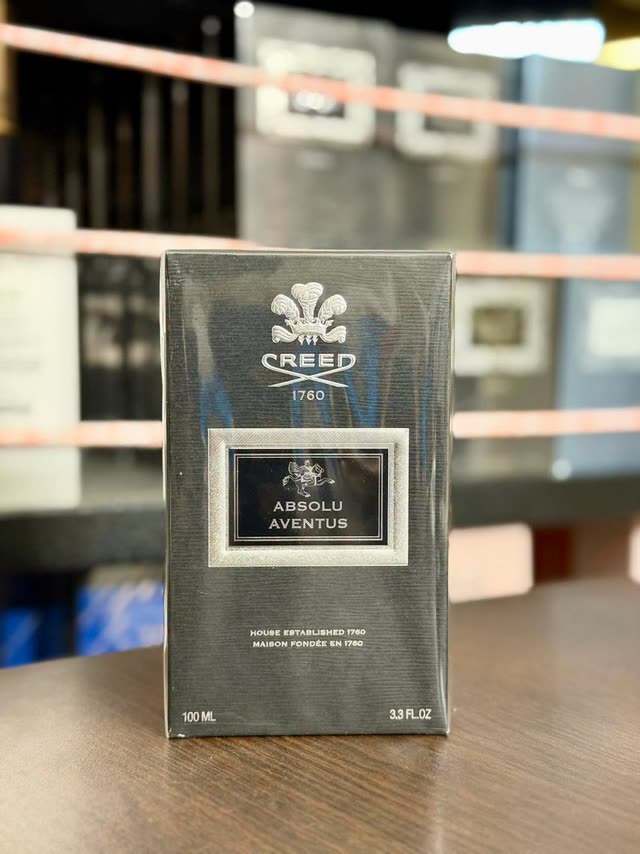 CREED
1760
ABSOLU
AVENTUS
HOUSE ESTABLISHED 1760
MAISON FONDÉE EN 1760
100 ML
3.3 FL.OZ